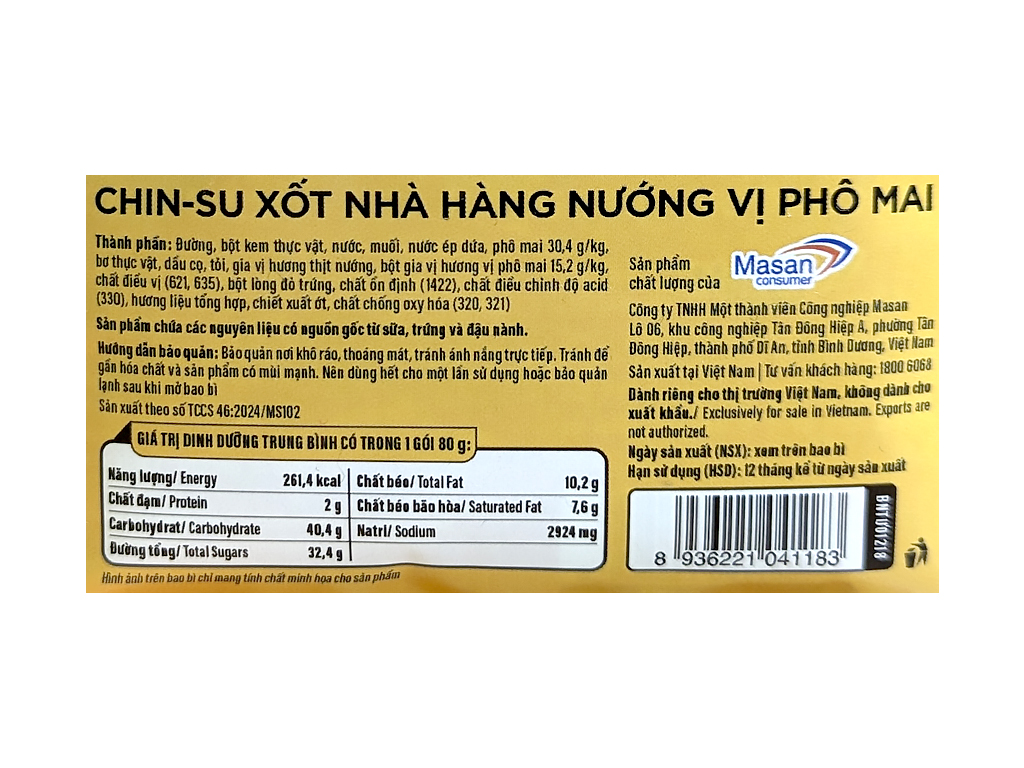 CHIN-SU XỐT NHÀ HÀNG NƯỚNG VỊ PHÔ MAI
Thành phần: Đường, bột kem thực vật, nước, muối, nước ép dứa, phô mai 30,4 g/kg,
bơ thực vật, dầu cọ, tỏi, gia vị hương thịt nướng, bột gia vị hương vị phô mai 15,2 g/kg,
chất điều vị (621, 635), bột lòng đỏ trứng, chất ổn định (1422), chất điều chỉnh độ acid
(330), hương liệu tổng hợp, chiết xuất ớt, chất chống oxy hóa (320, 321)
Sản phẩm chứa các nguyên liệu có nguồn gốc từ sữa, trứng và đậu nành.
Hướng dẫn bảo quản: Bảo quản nơi khô ráo, thoáng mát, tránh ánh nắng trực tiếp. Tránh để
gần hóa chất và sản phẩm có mùi mạnh. Nên dùng hết cho một lần sử dụng hoặc bảo quản
lạnh sau khi mở bao bì
Sản xuất theo số TCCS 46:2024/MS102
GIÁ TRỊ DINH DƯỠNG TRUNG BÌNH CÓ TRONG 1 GÓI 80 g:
Năng lượng/ Energy 261,4 kcal Chất béo/ Total Fat 10,2 g
Chất đạm/ Protein 2 g Chất béo bão hòa/ Saturated Fat 7,6 g
Carbohydrat/ Carbohydrate 40,4 g Natri/ Sodium 2924 mg
Đường tổng/ Total Sugars 32,4 g
Hình ảnh trên bao bì chỉ mang tính chất minh họa cho sản phẩm
Sản phẩm
chất lượng của
Masan
consumer
Công ty TNHH Một thành viên Công nghiệp Masan
Lô 06, khu công nghiệp Tân Đông Hiệp A, phường Tân
Đông Hiệp, thành phố Dĩ An, tỉnh Bình Dương, Việt Nam
Sản xuất tại Việt Nam | Tư vấn khách hàng: 1800 6068
Dành riêng cho thị trường Việt Nam, không dành cho
xuất khẩu./ Exclusively for sale in Vietnam. Exports are
not authorized.
Ngày sản xuất (NSX): xem trên bao bì
Hạn sử dụng (HSD): 12 tháng kể từ ngày sản xuất
8 936221 041183
BNTU01218